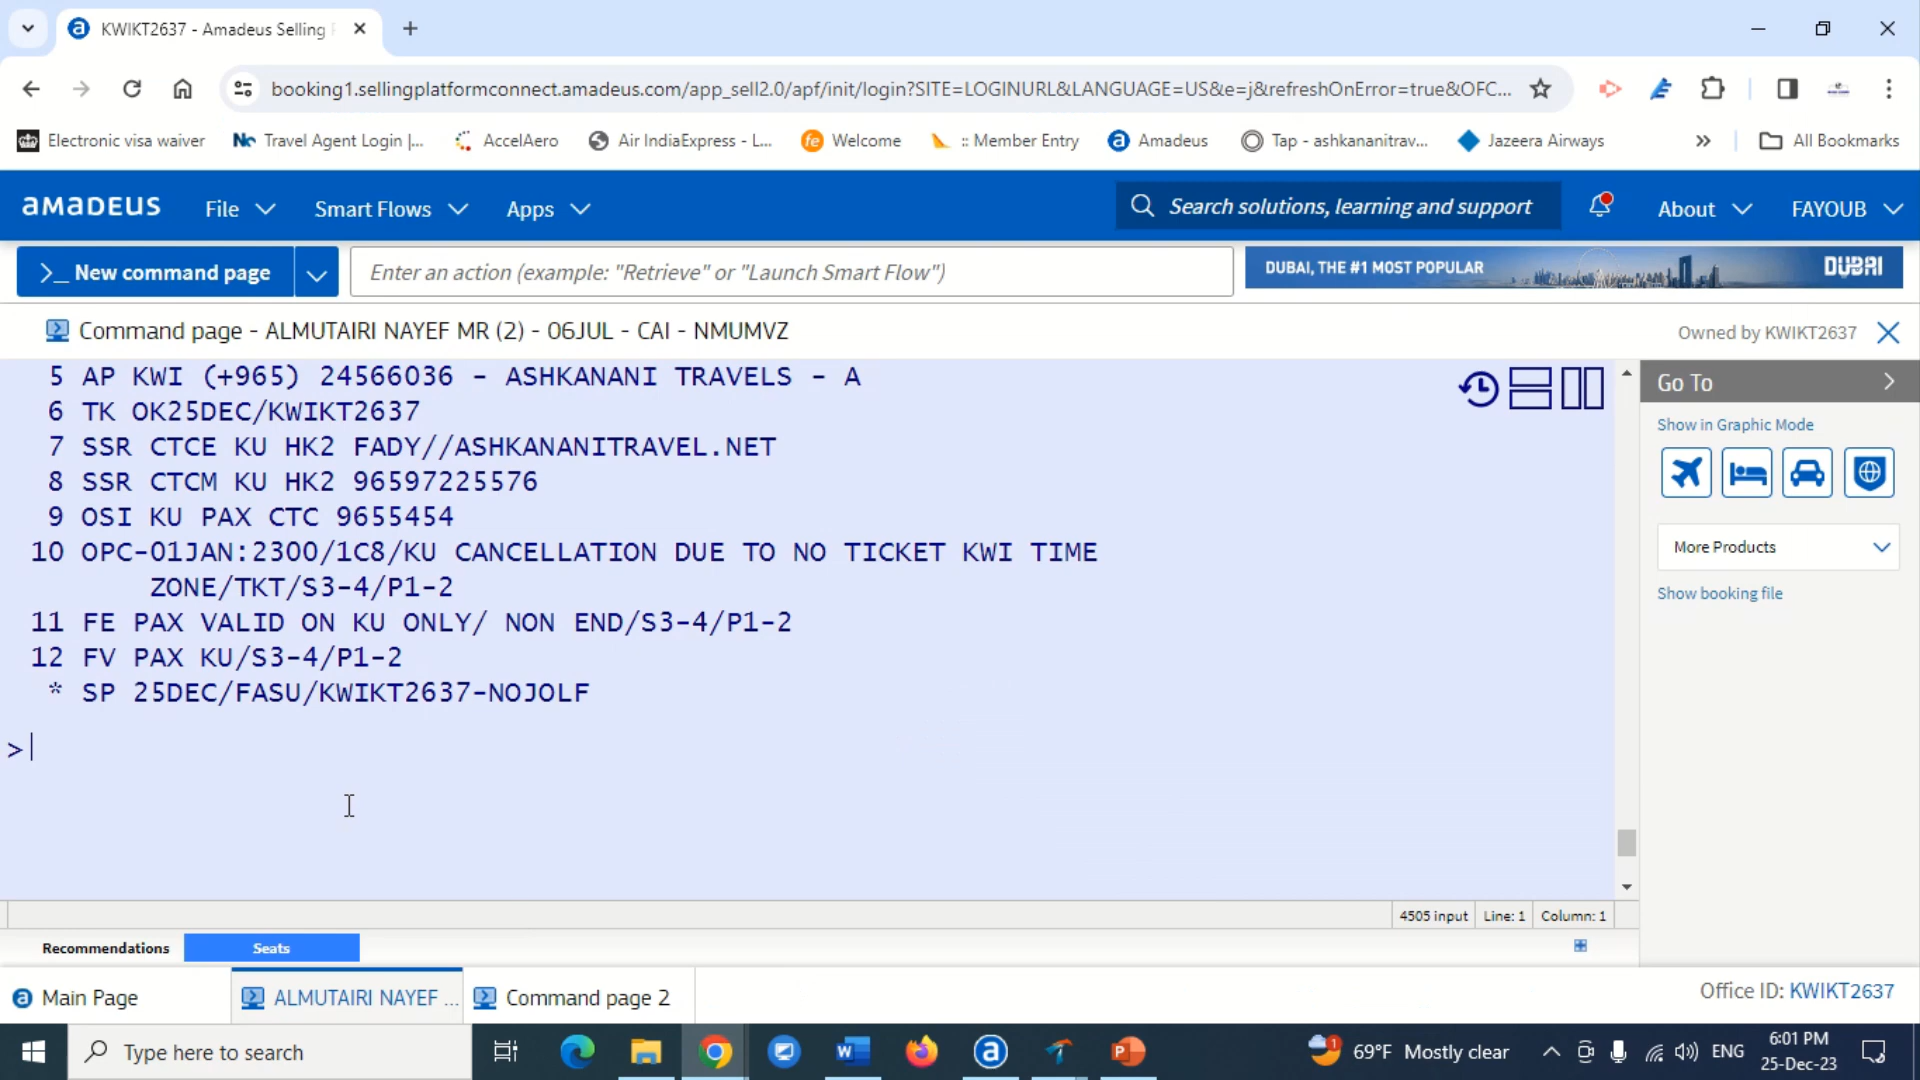 KWIKT2637 - Amadeus Selling
booking1.sellingplatformconnect.amadeus.com/app_sell2.0/apf/init/login?SITE=LOGINURL&LANGUAGE=US&e=j&refreshOnError=true&OFC...
Electronic visa waiver
Travel Agent Login |...
AccelAero
Air IndiaExpress - L...
Welcome
:: Member Entry
Amadeus
Tap - ashkananitrav...
Jazeera Airways
All Bookmarks
amadeus
File
Smart Flows
Apps
Search solutions, learning and support
About
FAYOUB
>_ New command page
Enter an action (example: "Retrieve" or "Launch Smart Flow")
DUBAI, THE #1 MOST POPULAR
DUBAI
Command page - ALMUTAIRI NAYEF MR (2) - 06JUL - CAI - NMUMVZ
Owned by KWIKT2637
5 AP KWI (+965) 24566036 - ASHKANANI TRAVELS - A
6 TK OK25DEC/KWIKT2637
7 SSR CTCE KU HK2 FADY//ASHKANANITRAVEL.NET
8 SSR CTCM KU HK2 96597225576
9 OSI KU PAX CTC 9655454
10 OPC-01JAN:2300/1C8/KU CANCELLATION DUE TO NO TICKET KWI TIME
ZONE/TKT/S3-4/P1-2
11 FE PAX VALID ON KU ONLY/ NON END/S3-4/P1-2
12 FV PAX KU/S3-4/P1-2
* SP 25DEC/FASU/KWIKT2637-NOJOLF
>
Go To
Show in Graphic Mode
More Products
Show booking file
4505 input
Line: 1
Column: 1
Recommendations
Seats
Main Page
ALMUTAIRI NAYEF ...
Command page 2
Office ID: KWIKT2637
Type here to search
1
69°F Mostly clear
ENG
6:01 PM
25-Dec-23